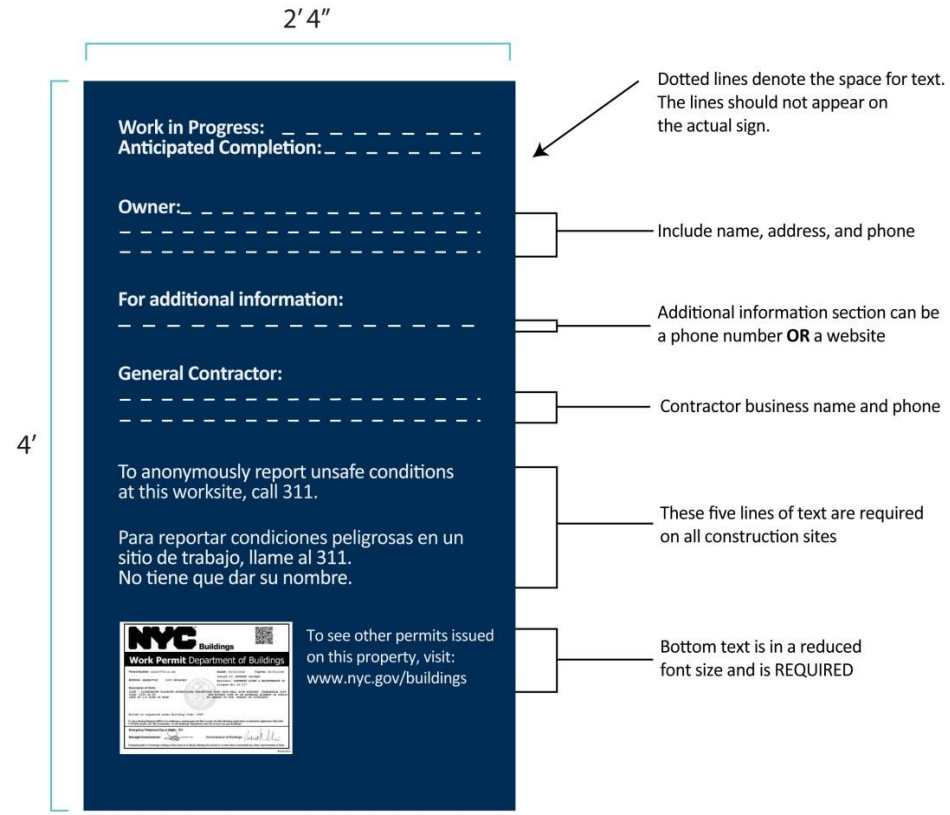 2' 4"
4'
Work in Progress:
Anticipated Completion:
Owner:
For additional information:
General Contractor:
To anonymously report unsafe conditions
at this worksite, call 311.
Para reportar condiciones peligrosas en un
sitio de trabajo, llame al 311.
No tiene que dar su nombre.
NYC Buildings
Work Permit Department of Buildings
To see other permits issued
on this property, visit:
www.nyc.gov/buildings
Dotted lines denote the space for text.
The lines should not appear on
the actual sign.
Include name, address, and phone
Additional information section can be
a phone number OR a website
Contractor business name and phone
These five lines of text are required
on all construction sites
Bottom text is in a reduced
font size and is REQUIRED